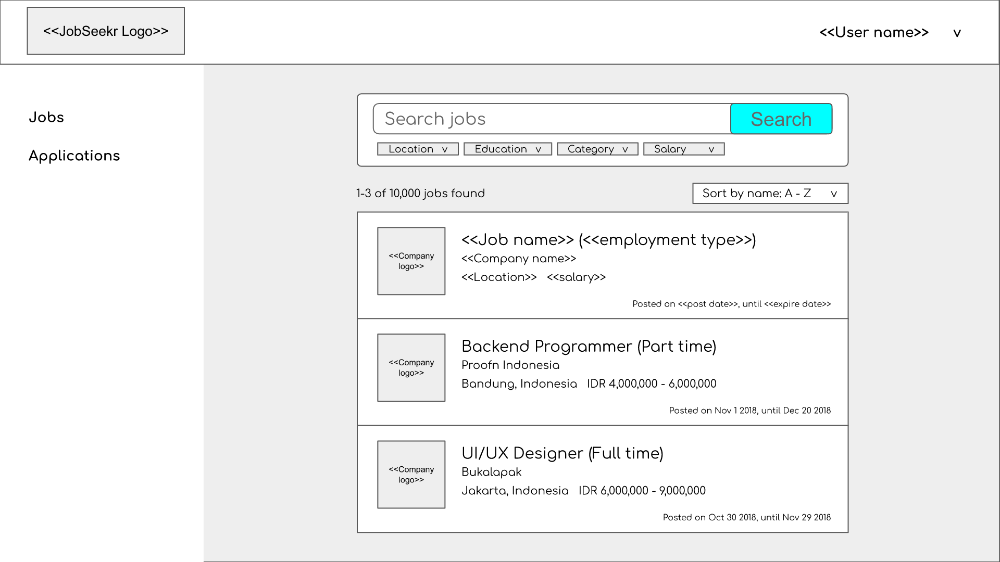 <<JobSeekr Logo>>
<<User name>> v
Jobs
Applications
Search jobs
Search
Location v
Education v
Category v
Salary v
1-3 of 10,000 jobs found
Sort by name: A - Z v
<<Company
logo>>
<<Job name>> (<<employment type>>)
<<Company name>>
<<Location>> <<salary>>
Posted on <<post date>>, until <<expire date>>
<<Company
logo>>
Backend Programmer (Part time)
Proofn Indonesia
Bandung, Indonesia IDR 4,000,000 - 6,000,000
Posted on Nov 1 2018, until Dec 20 2018
<<Company
logo>>
UI/UX Designer (Full time)
Bukalapak
Jakarta, Indonesia IDR 6,000,000 - 9,000,000
Posted on Oct 30 2018, until Nov 29 2018